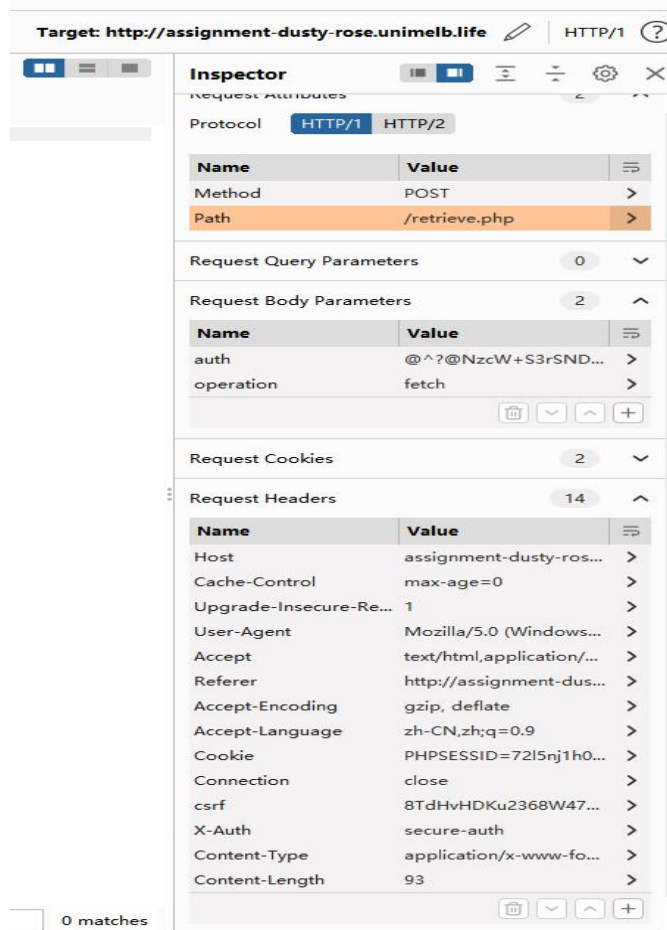 Target: http://assignment-dusty-rose.unimelb.life HTTP/1 ?
Inspector
Request Attributes 2
Protocol HTTP/1 HTTP/2
Name Value
Method POST
Path /retrieve.php
Request Query Parameters 0
Request Body Parameters 2
Name Value
auth @^?@NzcW+S3rSND...
operation fetch
Request Cookies 2
Request Headers 14
Name Value
Host assignment-dusty-ros...
Cache-Control max-age=0
Upgrade-Insecure-Re... 1
User-Agent Mozilla/5.0 (Windows...
Accept text/html,application/...
Referer http://assignment-dus...
Accept-Encoding gzip, deflate
Accept-Language zh-CN,zh;q=0.9
Cookie PHPSESSID=72l5nj1h0...
Connection close
csrf 8TdHvHDKu2368W47...
X-Auth secure-auth
Content-Type application/x-www-fo...
Content-Length 93
0 matches